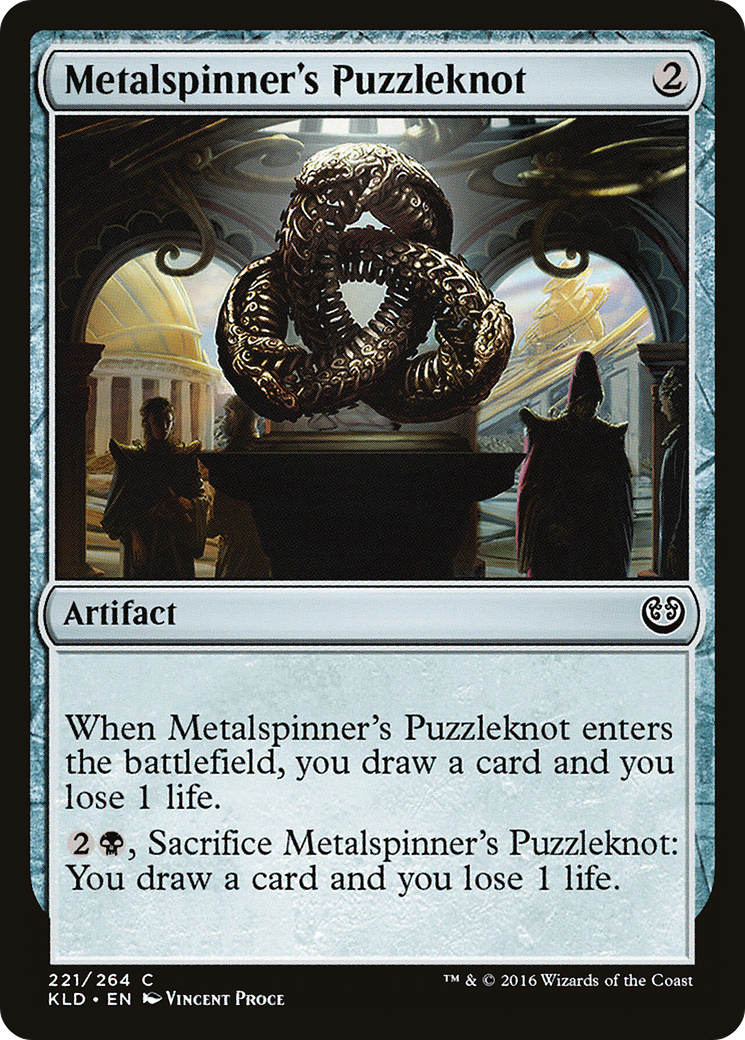 Metalspinner's Puzzleknot 2
Artifact
When Metalspinner's Puzzleknot enters
the battlefield, you draw a card and you
lose 1 life.
2, Sacrifice Metalspinner's Puzzleknot:
You draw a card and you lose 1 life.
221/264 C
KLD • EN Vincent Proce
™ & © 2016 Wizards of the Coast